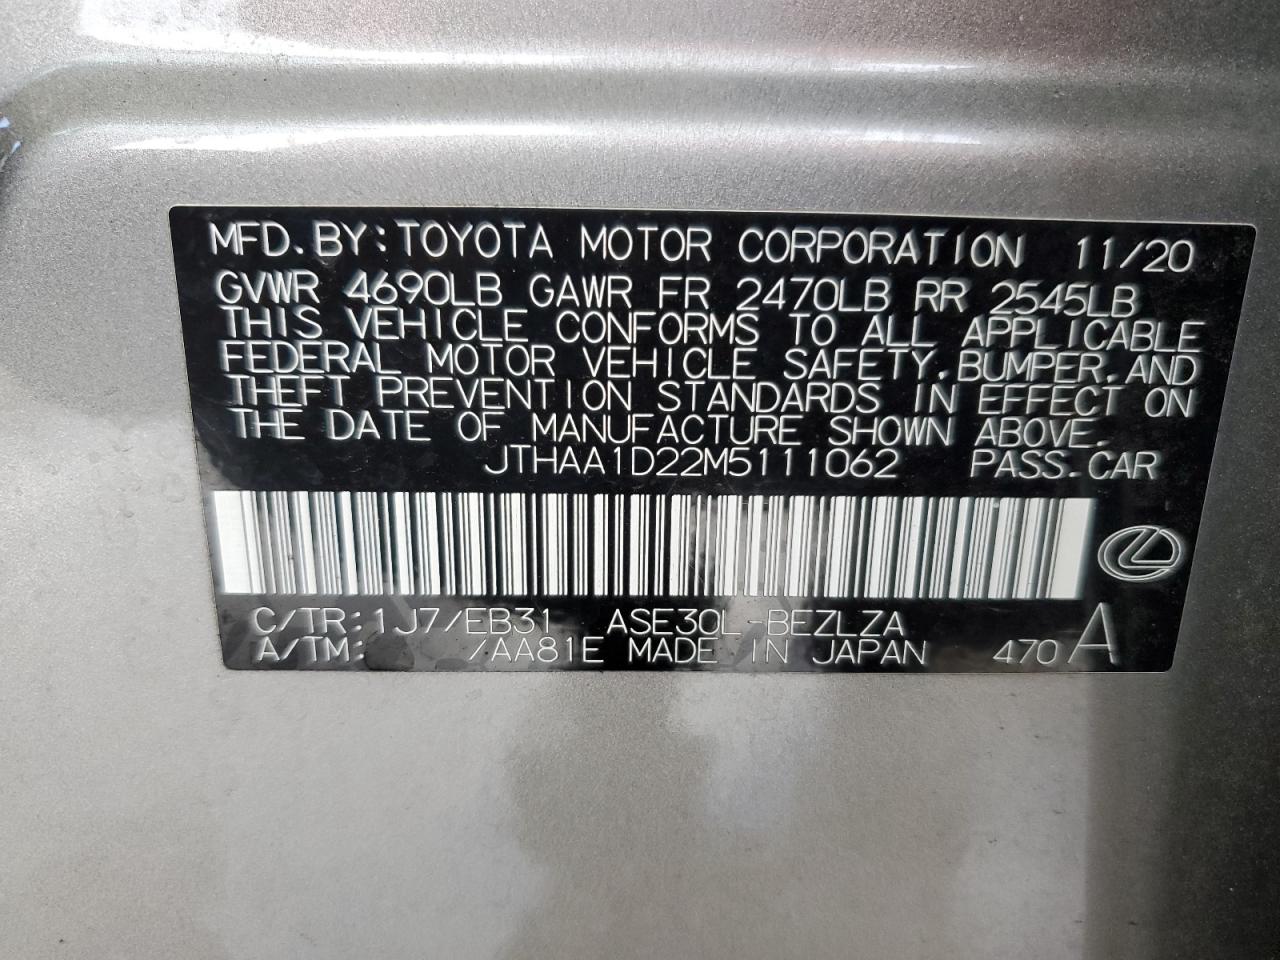 MFD.BY:TOYOTA MOTOR CORPORATION 11/20
GVWR 4690LB GAWR FR 2470LB RR 2545LB
THIS VEHICLE CONFORMS TO ALL APPLICABLE
FEDERAL MOTOR VEHICLE SAFETY,BUMPER,AND
THEFT PREVENTION STANDARDS IN EFFECT ON
THE DATE OF MANUFACTURE SHOWN ABOVE.
JTHAA1D22M5111062 PASS.CAR
C/TR:1J7/EB31 ASE30L-BEZLZA
A/TM: /AA81E MADE IN JAPAN 470 A